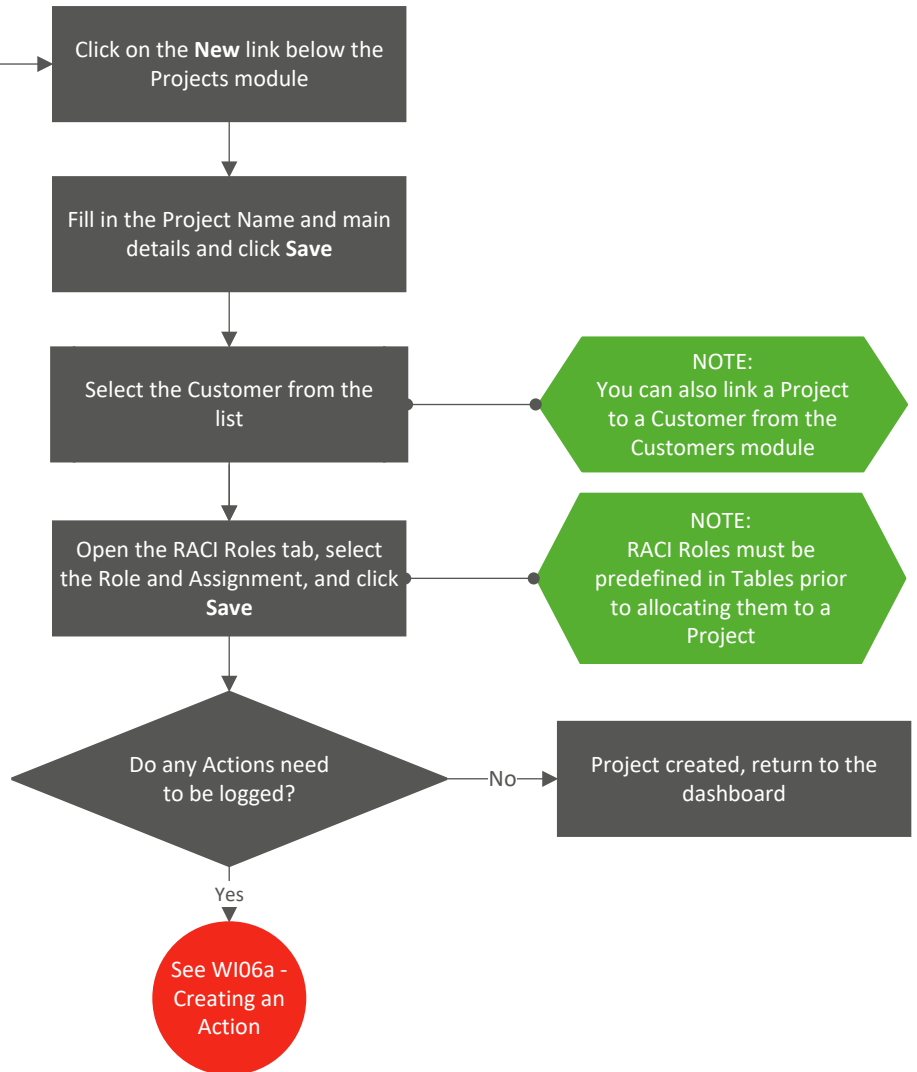 Click on the New link below the
Projects module
Fill in the Project Name and main
details and click Save
Select the Customer from the
list
NOTE:
You can also link a Project
to a Customer from the
Customers module
Open the RACI Roles tab, select
the Role and Assignment, and click
Save
NOTE:
RACI Roles must be
predefined in Tables prior
to allocating them to a
Project
Do any Actions need
to be logged?
No
Project created, return to the
dashboard
Yes
See WI06a -
Creating an
Action